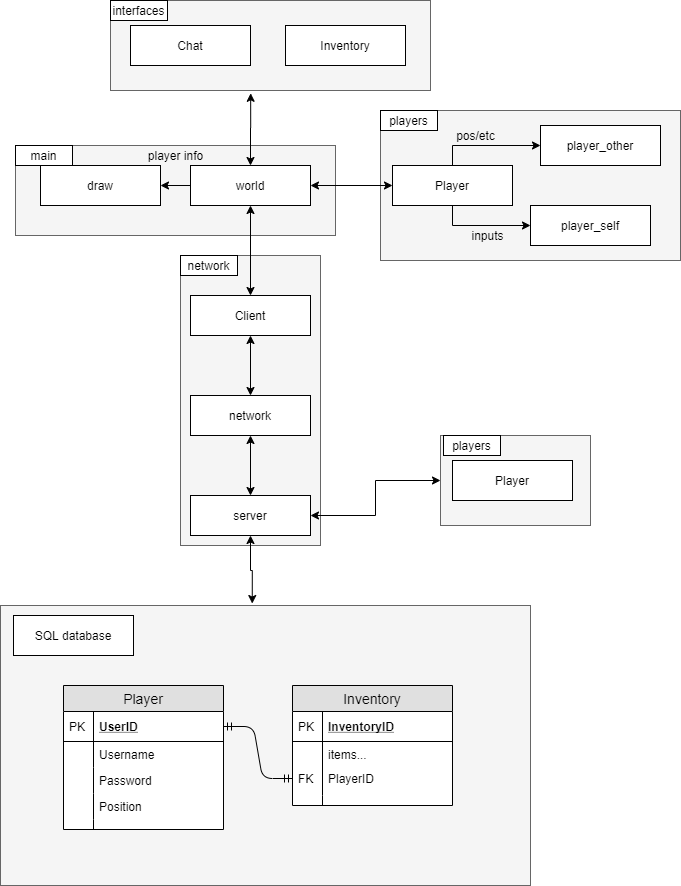 interfaces
Chat
Inventory
players
pos/etc
player_other
main
player info
draw
world
Player
player_self
inputs
network
Client
network
players
Player
server
SQL database
Player
PK UserID
Username
Password
Position
Inventory
PK InventoryID
items...
FK PlayerID